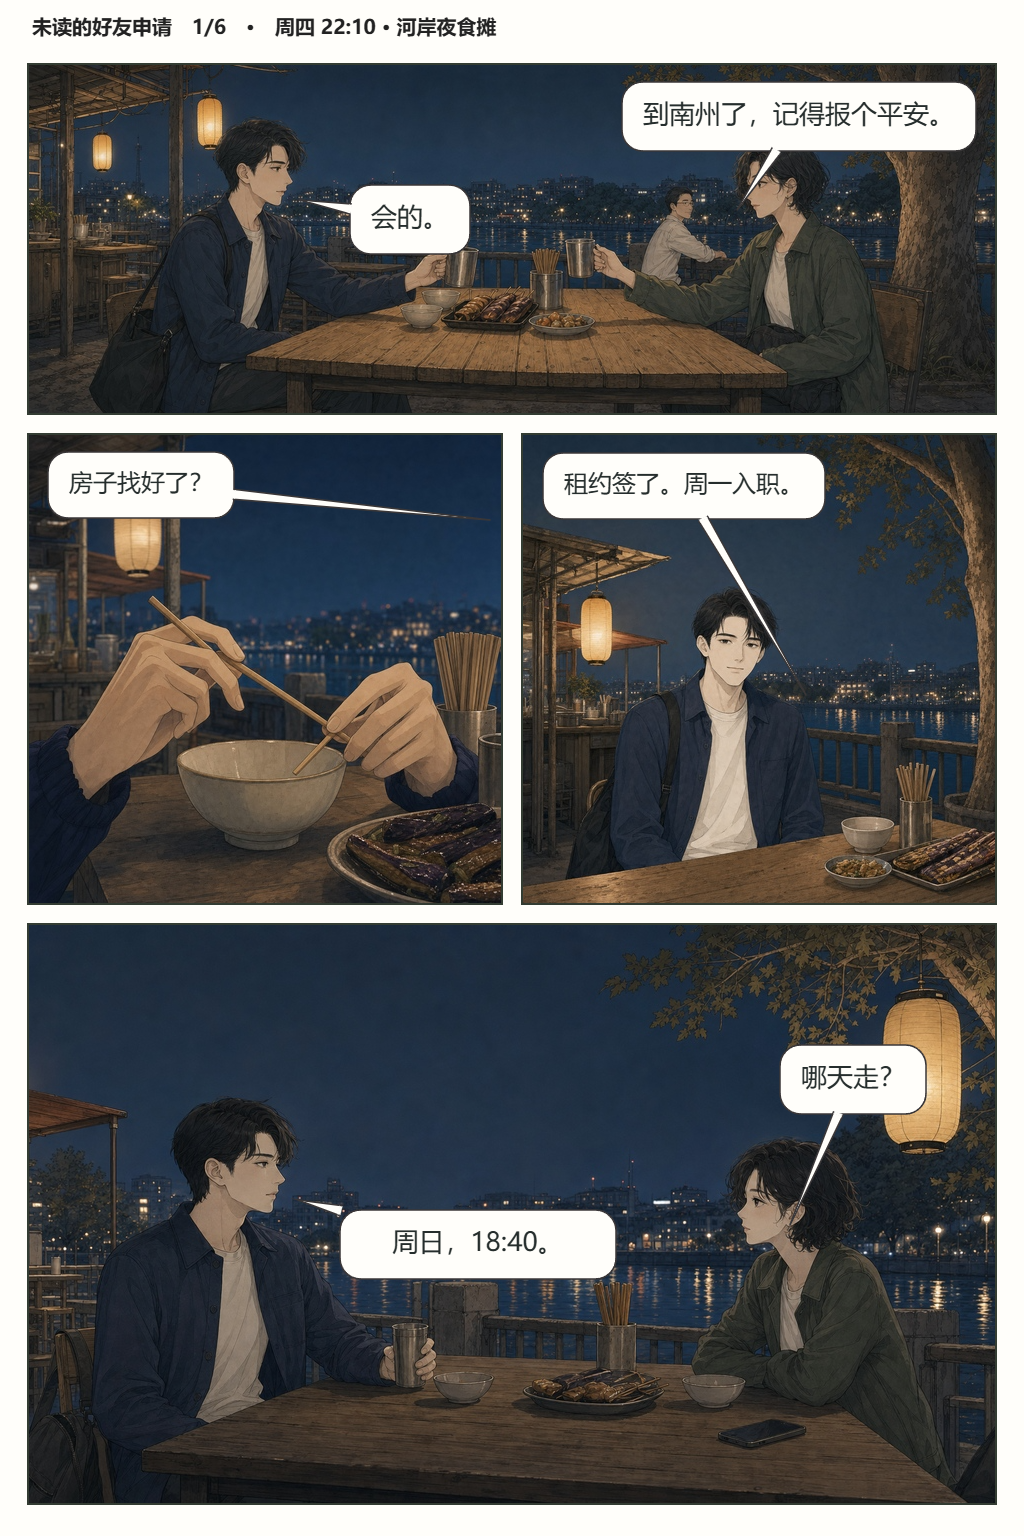 未读的好友申请 1/6 • 周四 22:10 • 河岸夜食摊
到南州了，记得报个平安。
会的。
房子找好了？
租约签了。周一入职。
哪天走？
周日，18:40。